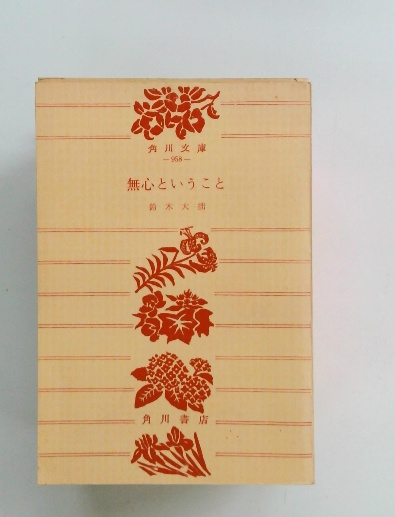 角川文庫
—958—
無心ということ
鈴木大拙
角川書店